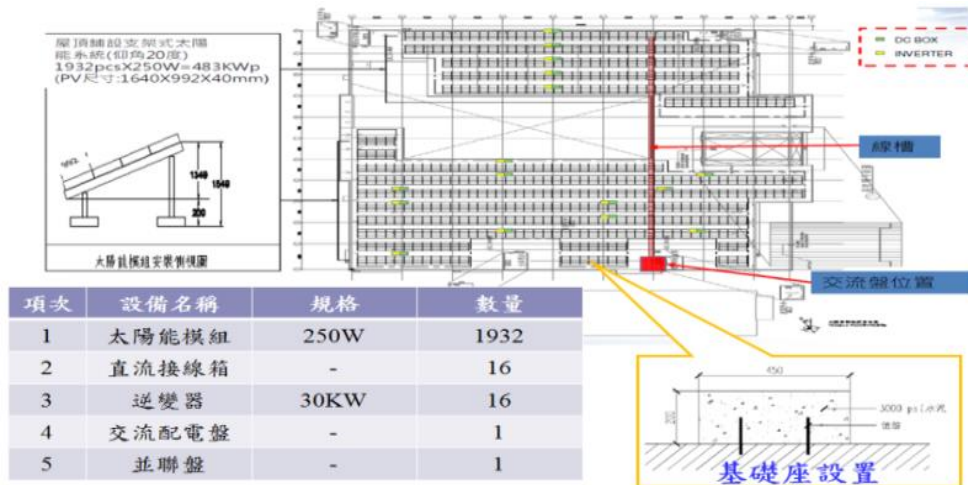 屋頂鋪設支架式太陽
能系統(仰角20度)
1932pcsX250W=483KWp
(PV尺寸:1640X992X40mm)
992
1349
1549
200
太陽能模組安裝側視圖
DC BOX
INVERTER
線槽
交流盤位置
項次 設備名稱 規格 數量
1 太陽能模組 250W 1932
2 直流接線箱 - 16
3 逆變器 30KW 16
4 交流配電盤 - 1
5 並聯盤 - 1
450
3000 psi
基礎座設置